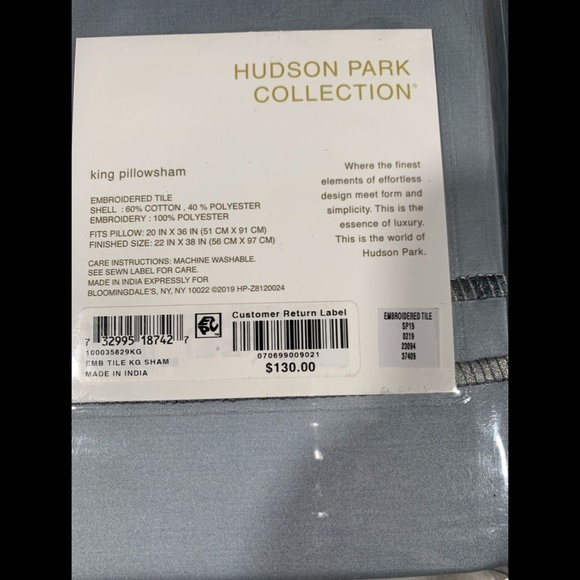 HUDSON PARK
COLLECTION®
king pillowsham
EMBROIDERED TILE
SHELL : 60% COTTON , 40 % POLYESTER
EMBROIDERY : 100% POLYESTER
FITS PILLOW: 20 IN X 36 IN (51 CM X 91 CM)
FINISHED SIZE: 22 IN X 38 IN (56 CM X 97 CM)
CARE INSTRUCTIONS: MACHINE WASHABLE.
SEE SEWN LABEL FOR CARE.
MADE IN INDIA EXPRESSLY FOR
BLOOMINGDALE'S, NY, NY 10022 ©2019 HP-Z8120024
Where the finest
elements of effortless
design meet form and
simplicity. This is the
essence of luxury.
This is the world of
Hudson Park.
7 32995 18742 7
100035829KG
EMB TILE KG SHAM
MADE IN INDIA
Customer Return Label
070699009021
$130.00
EMBROIDERED TILE
SP19
0219
23094
37409